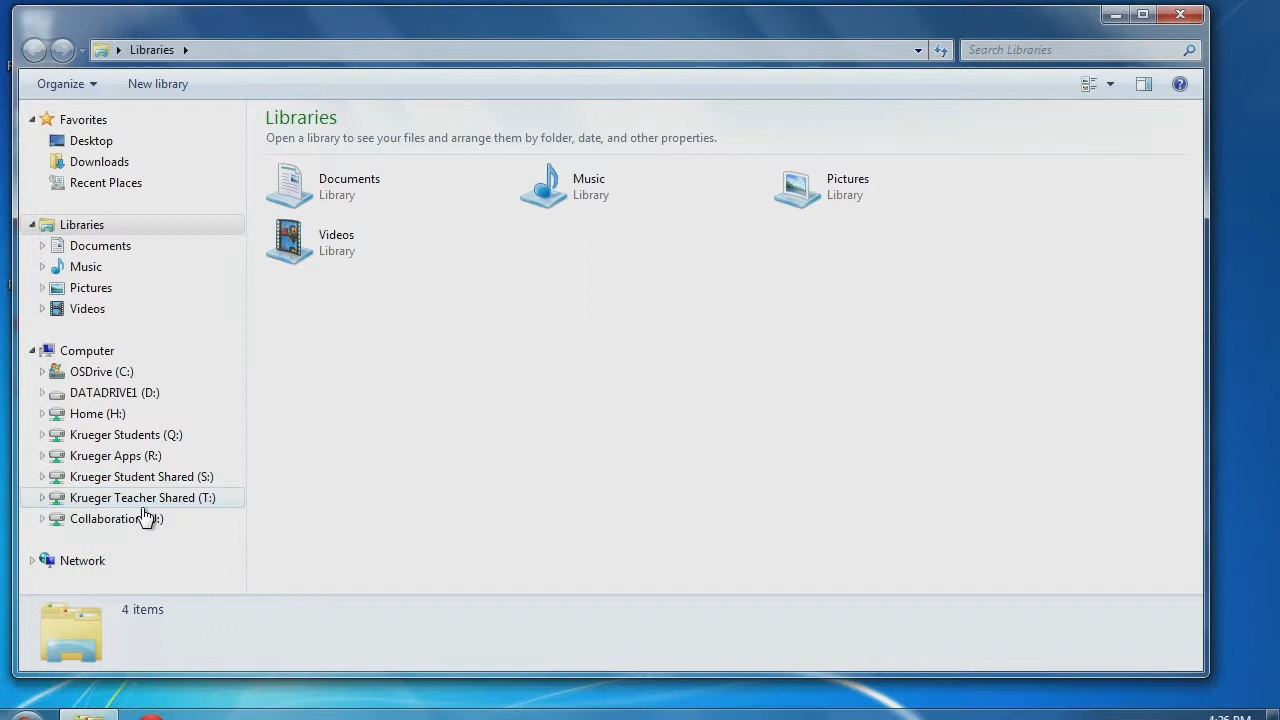 Libraries
Search Libraries
Organize
New library
Favorites
Desktop
Downloads
Recent Places
Libraries
Documents
Music
Pictures
Videos
Computer
OSDrive (C:)
DATADRIVE1 (D:)
Home (H:)
Krueger Students (Q:)
Krueger Apps (R:)
Krueger Student Shared (S:)
Krueger Teacher Shared (T:)
Collaboration
Network
Libraries
Open a library to see your files and arrange them by folder, date, and other properties.
Documents
Library
Music
Library
Pictures
Library
Videos
Library
4 items
4:26 PM